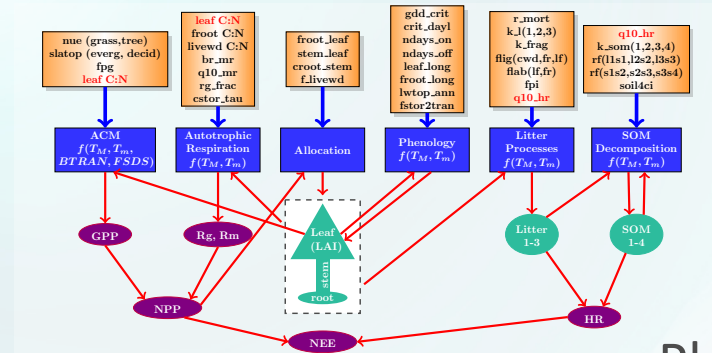 nue (grass,tree)
slatop (everg, decid)
fpg
leaf C:N
leaf C:N
froot C:N
livewd C:N
br_mr
q10_mr
rg_frac
cstor_tau
froot_leaf
stem_leaf
croot_stem
f_livewd
gdd_crit
crit_dayl
ndays_on
ndays_off
leaf_long
froot_long
lwtop_ann
fstor2tran
r_mort
k_l(1,2,3)
k_frag
flig(cwd,fr,lf)
flab(lf,fr)
fpi
q10_hr
q10_hr
k_som(1,2,3,4)
rf(l1s1,l2s2,l3s3)
rf(s1s2,s2s3,s3s4)
soil4ci
ACM
f(T_M, T_m,
BTRAN, FSDS)
Autotrophic
Respiration
f(T_M, T_m)
Allocation
Phenology
f(T_M, T_m)
Litter
Processes
f(T_M, T_m)
SOM
Decomposition
f(T_M, T_m)
GPP
Rg, Rm
Leaf
(LAI)
stem
root
Litter
1-3
SOM
1-4
NPP
HR
NEE